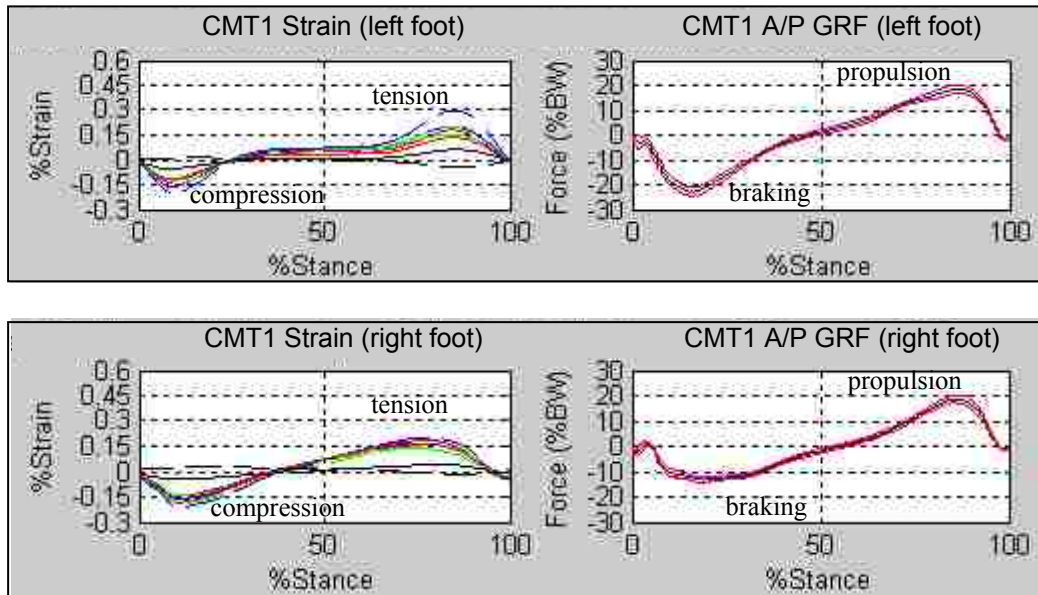 CMT1 Strain (left foot)
%Strain
0.6
0.45
0.3
0.15
0
-0.15
-0.3
tension
compression
0
50
100
%Stance
CMT1 A/P GRF (left foot)
Force (%BW)
30
20
10
0
-10
-20
-30
propulsion
braking
0
50
100
%Stance
CMT1 Strain (right foot)
%Strain
0.6
0.45
0.3
0.15
0
-0.15
-0.3
tension
compression
0
50
100
%Stance
CMT1 A/P GRF (right foot)
Force (%BW)
30
20
10
0
-10
-20
-30
propulsion
braking
0
50
100
%Stance